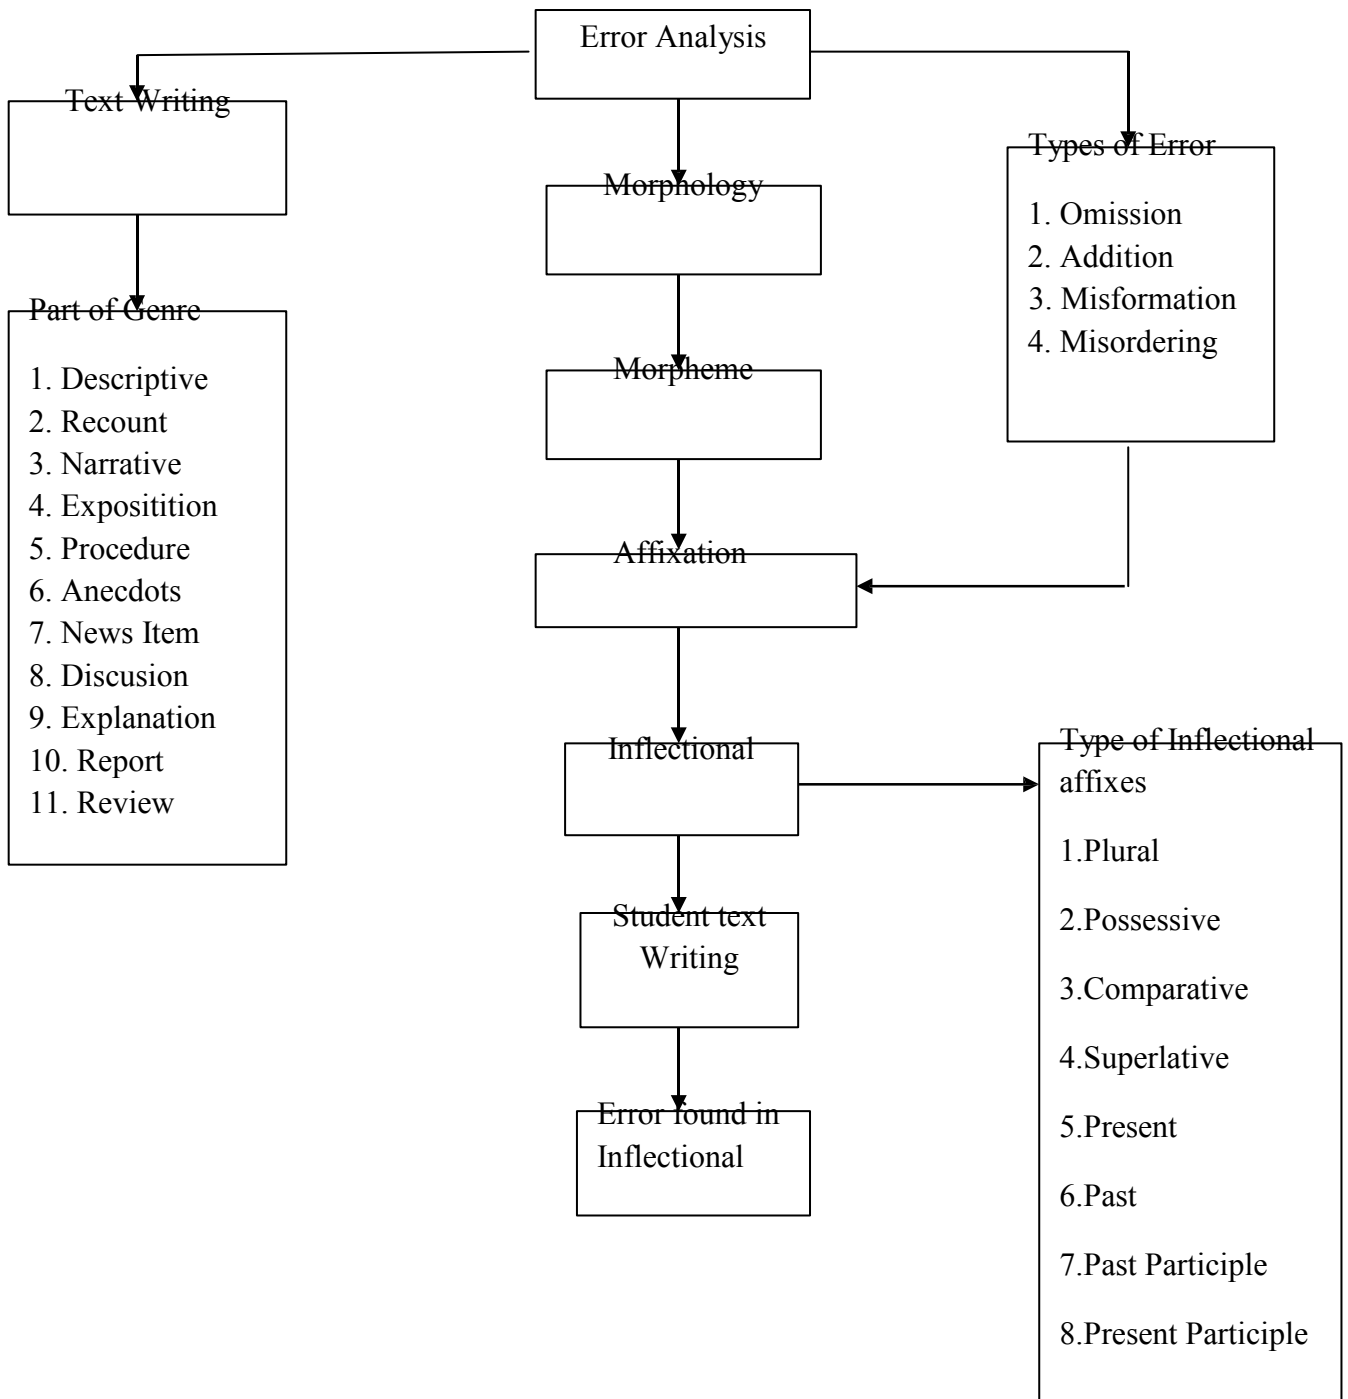 Error Analysis
Text Writing
Types of Error
1. Omission
2. Addition
3. Misformation
4. Misordering
Morphology
Part of Genre
1. Descriptive
2. Recount
3. Narrative
4. Expositition
5. Procedure
6. Anecdots
7. News Item
8. Discusion
9. Explanation
10. Report
11. Review
Morpheme
Affixation
Inflectional
Type of Inflectional
affixes
1.Plural
2.Possessive
3.Comparative
4.Superlative
5.Present
6.Past
7.Past Participle
8.Present Participle
Student text
Writing
Error found in
Inflectional